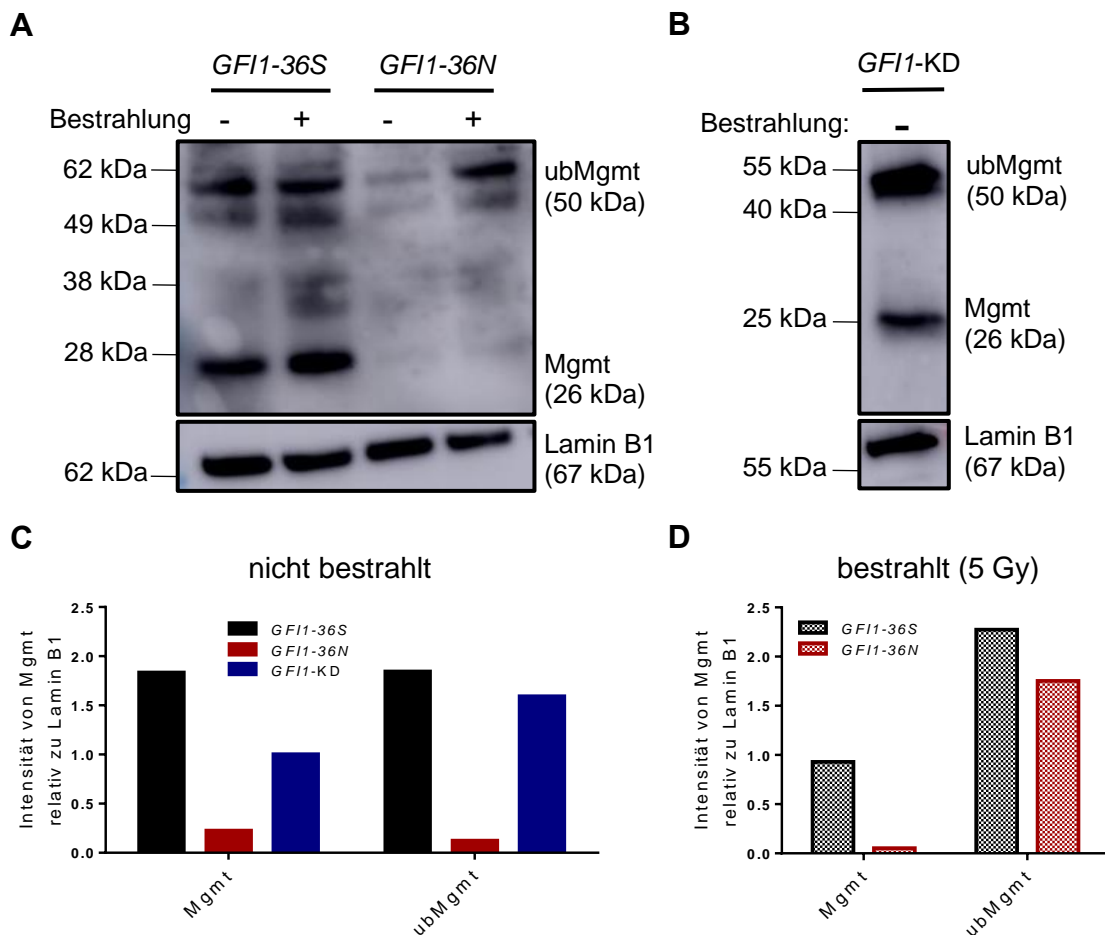 A
GFI1-36S GFI1-36N
Bestrahlung - + - +
62 kDa
49 kDa
38 kDa
28 kDa
ubMgmt
(50 kDa)
Mgmt
(26 kDa)
62 kDa
Lamin B1
(67 kDa)
B
GFI1-KD
Bestrahlung: -
55 kDa
40 kDa
25 kDa
ubMgmt
(50 kDa)
Mgmt
(26 kDa)
55 kDa
Lamin B1
(67 kDa)
C
nicht bestrahlt
Intensität von Mgmt
relativ zu Lamin B1
2.5
2.0
1.5
1.0
0.5
0.0
GFI1-36S
GFI1-36N
GFI1-KD
Mgmt
ubMgmt
D
bestrahlt (5 Gy)
Intensität von Mgmt
relativ zu Lamin B1
2.5
2.0
1.5
1.0
0.5
0.0
GFI1-36S
GFI1-36N
Mgmt
ubMgmt